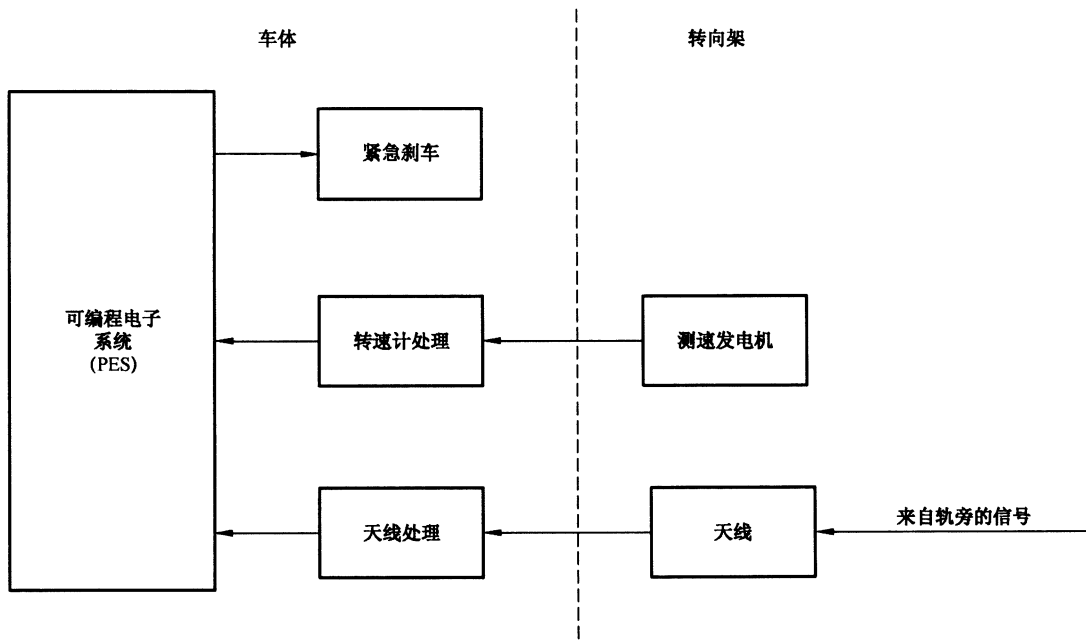 车体
转向架
紧急刹车
可编程电子
系统
(PES)
转速计处理
测速发电机
天线处理
天线
来自轨旁的信号